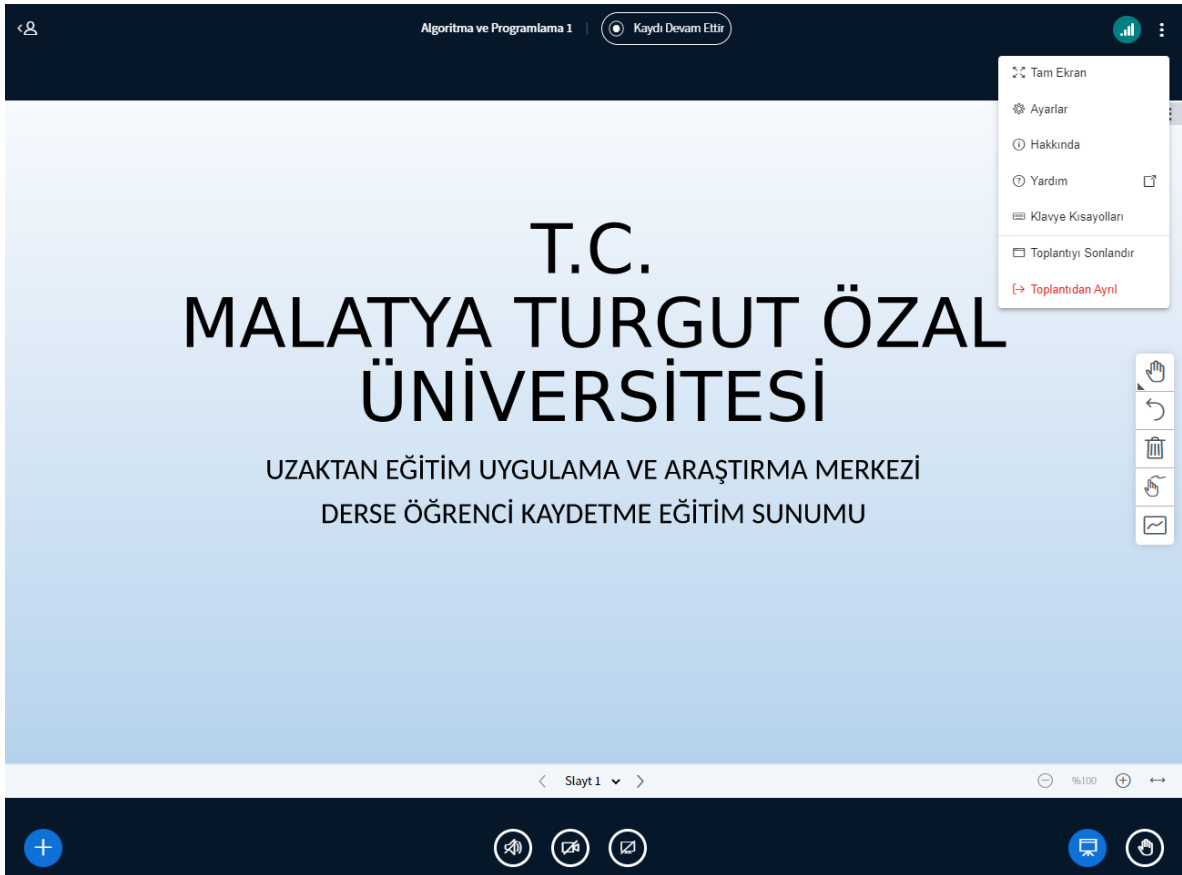 Algoritma ve Programlama 1
Kaydı Devam Ettir
Tam Ekran
Ayarlar
Hakkında
Yardım
Klavye Kısayolları
Toplantıyı Sonlandır
Toplantıdan Ayrıl
T.C.
MALATYA TURGUT ÖZAL
ÜNİVERSİTESİ
UZAKTAN EĞİTİM UYGULAMA VE ARAŞTIRMA MERKEZİ
DERSE ÖĞRENCİ KAYDETME EĞİTİM SUNUMU
Slayt 1
%100